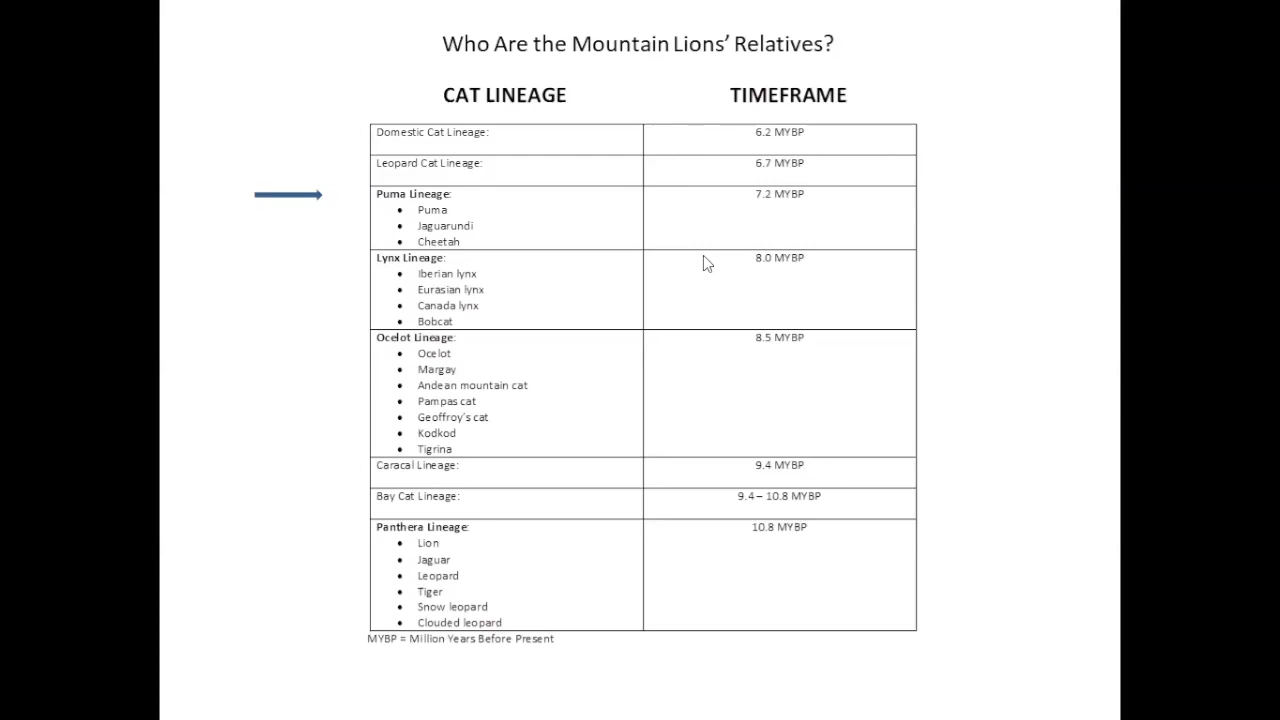 Who Are the Mountain Lions' Relatives?
CAT LINEAGE TIMEFRAME
Domestic Cat Lineage: 6.2 MYBP
Leopard Cat Lineage: 6.7 MYBP
Puma Lineage: 7.2 MYBP
• Puma
• Jaguarundi
• Cheetah
Lynx Lineage: 8.0 MYBP
• Iberian lynx
• Eurasian lynx
• Canada lynx
• Bobcat
Ocelot Lineage: 8.5 MYBP
• Ocelot
• Margay
• Andean mountain cat
• Pampas cat
• Geoffroy's cat
• Kodkod
• Tigrina
Caracal Lineage: 9.4 MYBP
Bay Cat Lineage: 9.4 – 10.8 MYBP
Panthera Lineage: 10.8 MYBP
• Lion
• Jaguar
• Leopard
• Tiger
• Snow leopard
• Clouded leopard
MYBP = Million Years Before Present